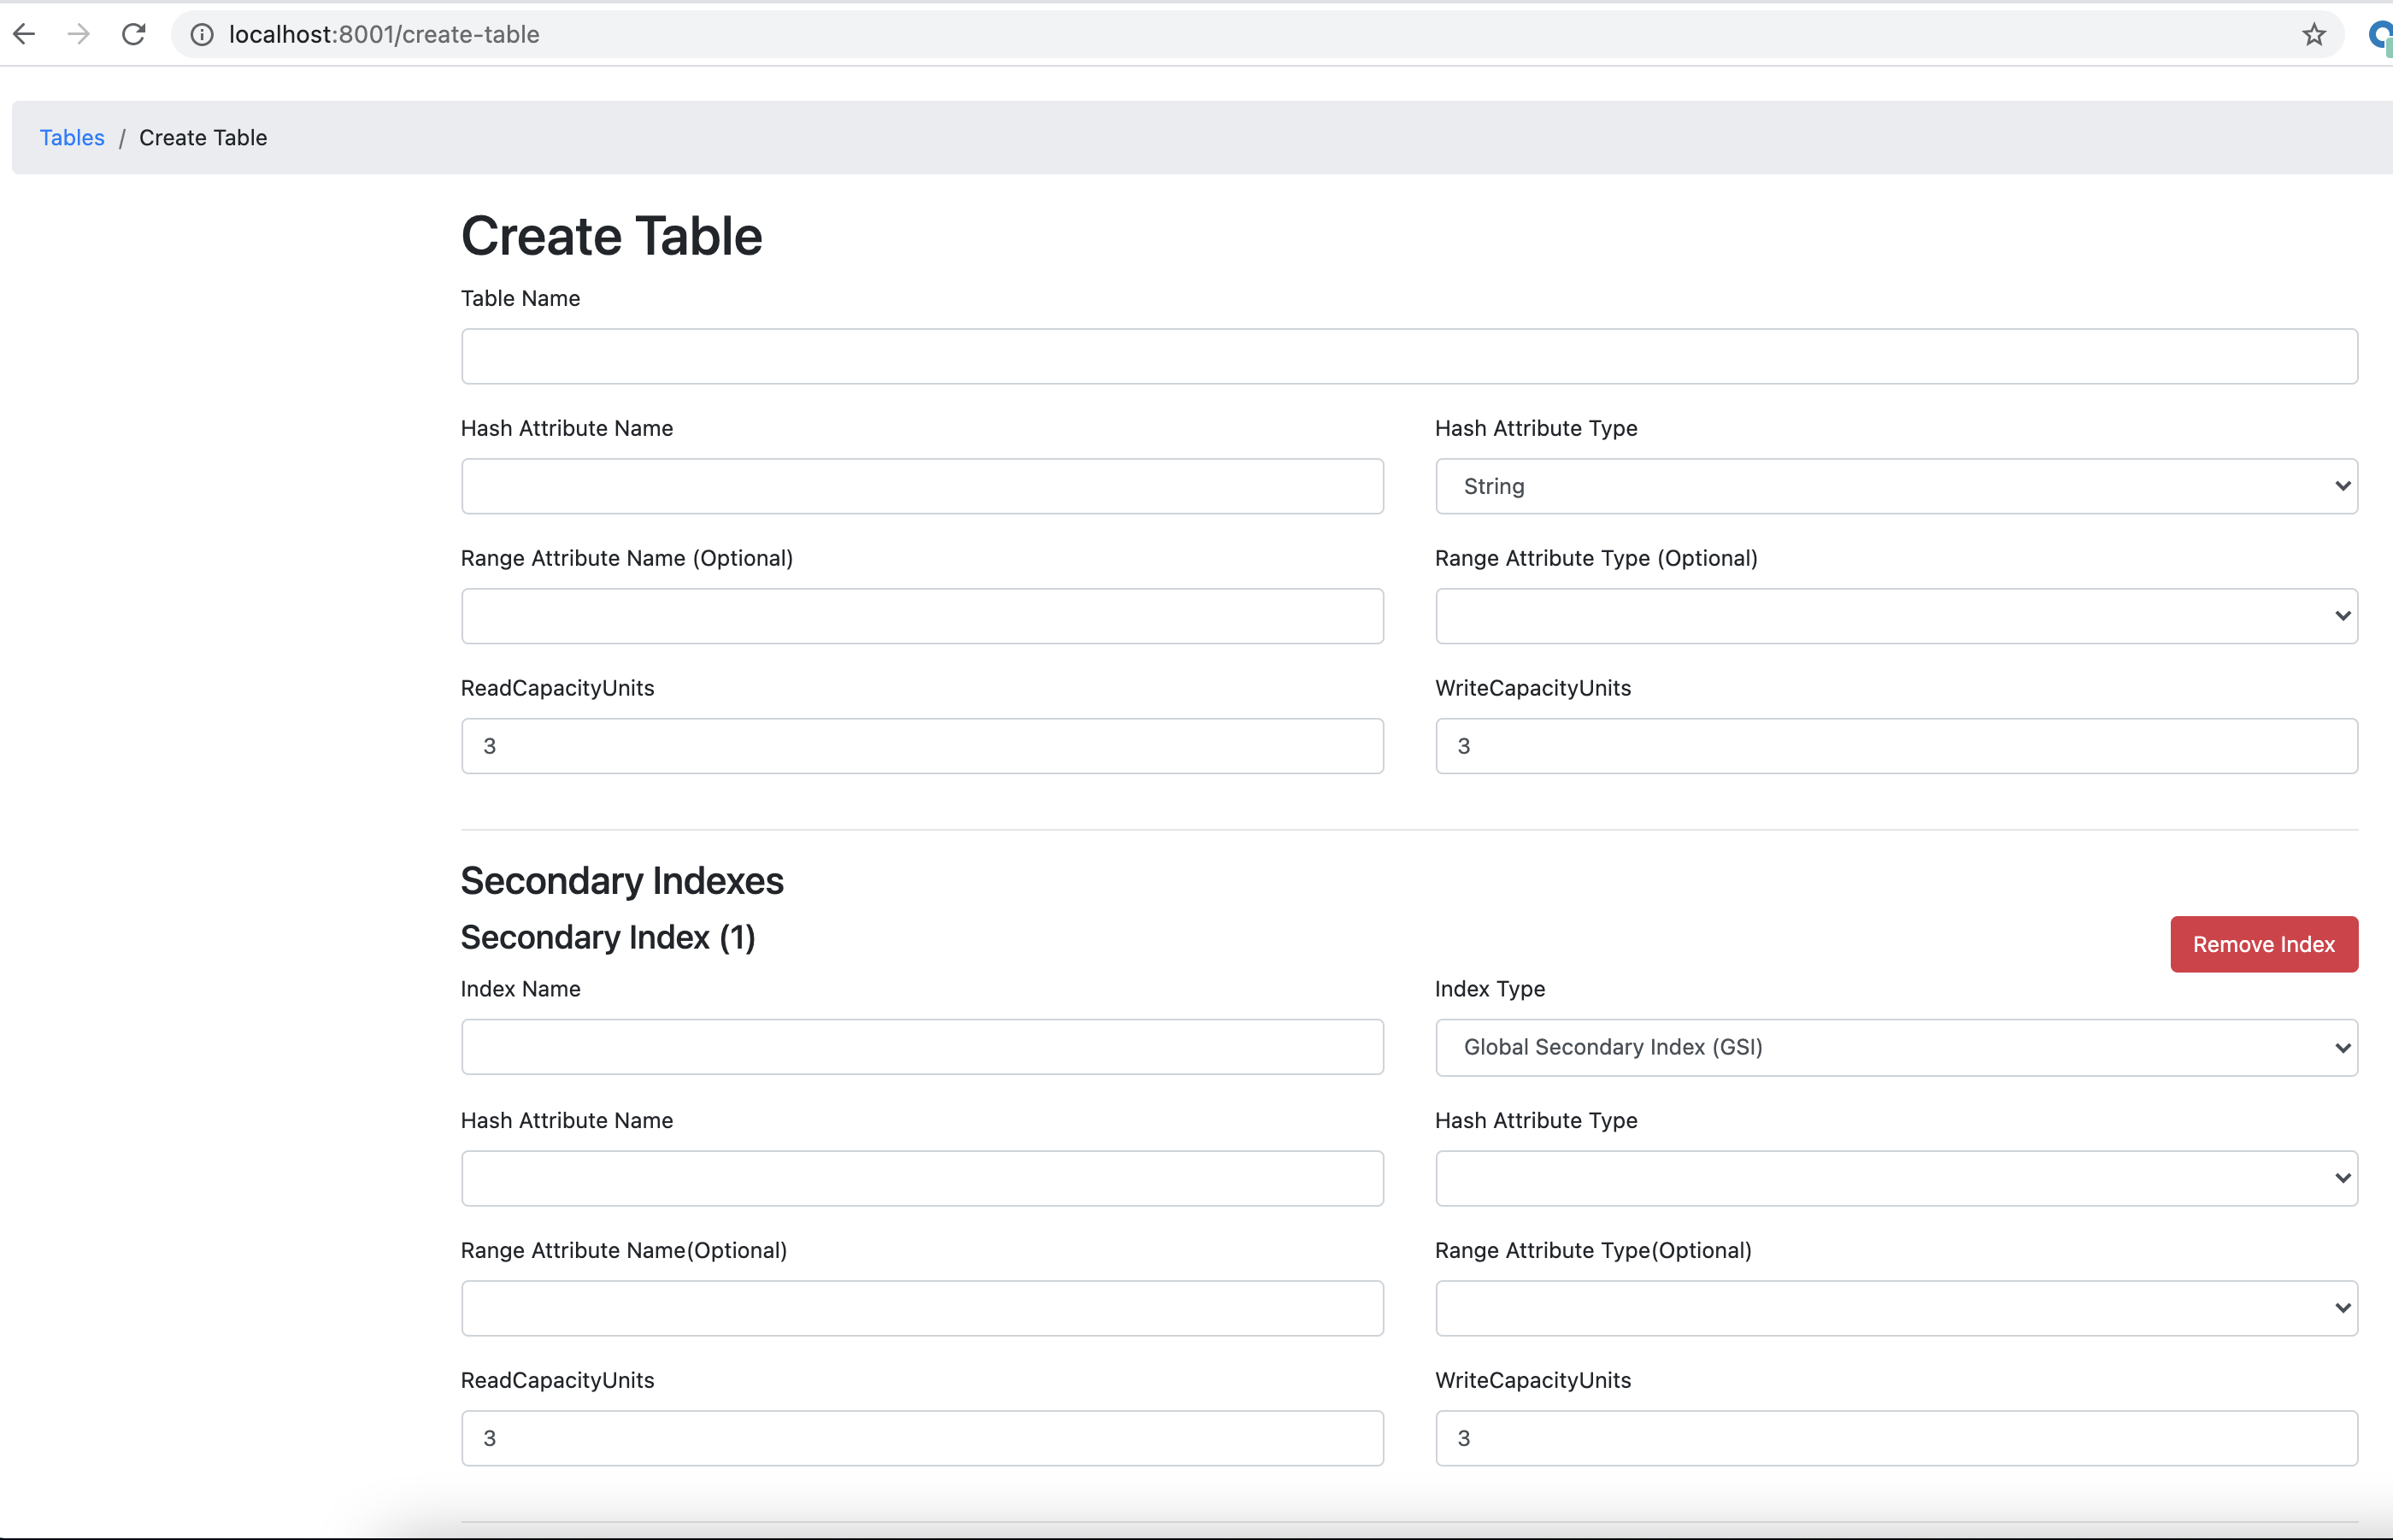 localhost:8001/create-table
Tables / Create Table
Create Table
Table Name
Hash Attribute Name
Hash Attribute Type
String
Range Attribute Name (Optional)
Range Attribute Type (Optional)
ReadCapacityUnits
WriteCapacityUnits
3
3
Secondary Indexes
Secondary Index (1)
Remove Index
Index Name
Index Type
Global Secondary Index (GSI)
Hash Attribute Name
Hash Attribute Type
Range Attribute Name(Optional)
Range Attribute Type(Optional)
ReadCapacityUnits
WriteCapacityUnits
3
3